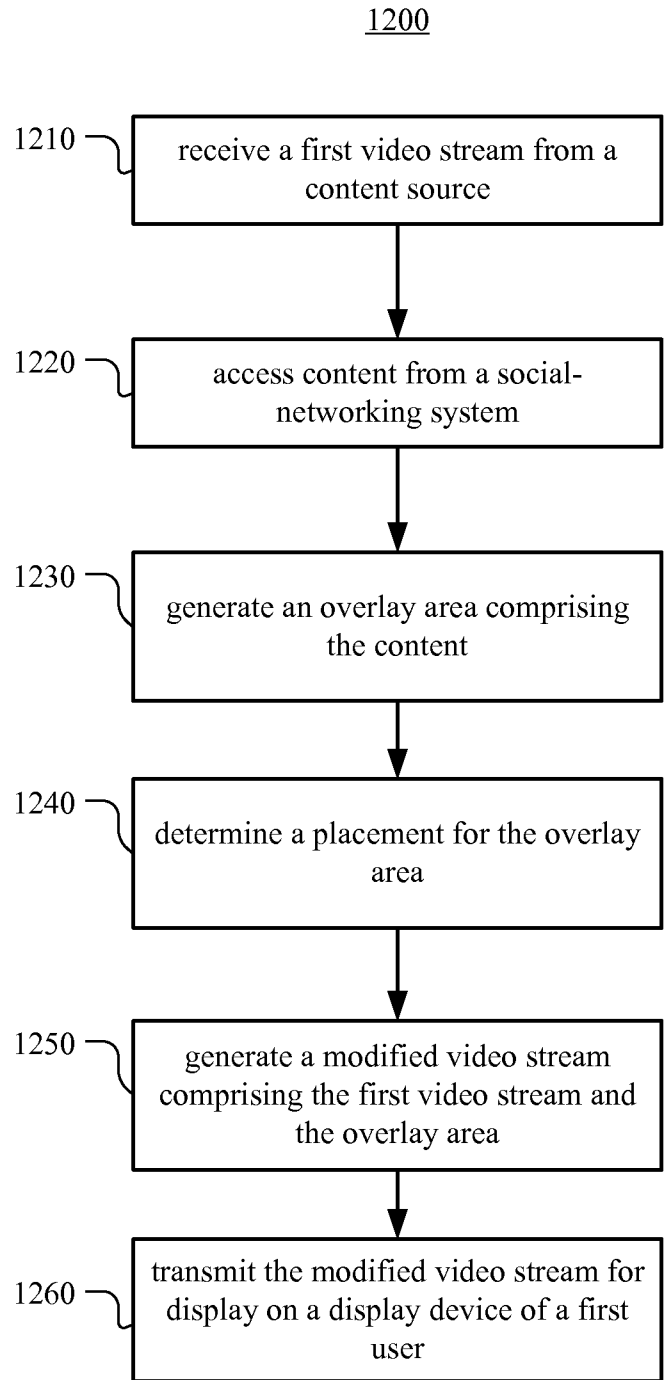 1200
1210
receive a first video stream from a
content source
1220
access content from a social-
networking system
1230
generate an overlay area comprising
the content
1240
determine a placement for the overlay
area
1250
generate a modified video stream
comprising the first video stream and
the overlay area
1260
transmit the modified video stream for
display on a display device of a first
user